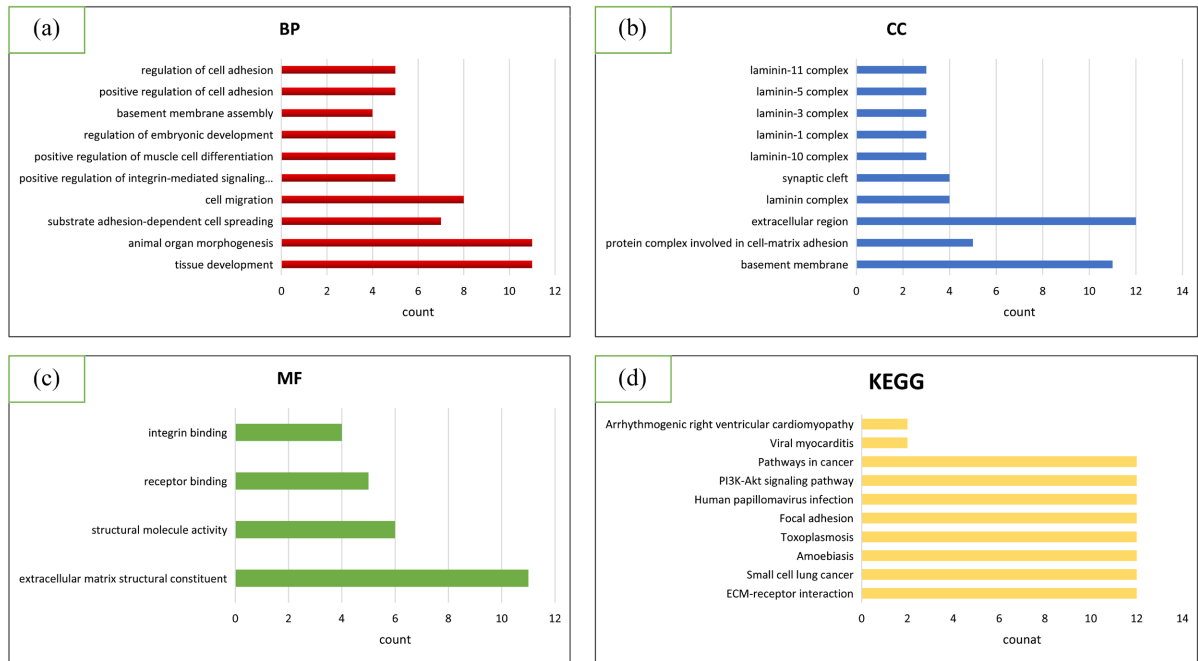 (a)
BP
regulation of cell adhesion
positive regulation of cell adhesion
basement membrane assembly
regulation of embryonic development
positive regulation of muscle cell differentiation
positive regulation of integrin-mediated signaling...
cell migration
substrate adhesion-dependent cell spreading
animal organ morphogenesis
tissue development
0 2 4 6 8 10 12
count
(b)
CC
laminin-11 complex
laminin-5 complex
laminin-3 complex
laminin-1 complex
laminin-10 complex
synaptic cleft
laminin complex
extracellular region
protein complex involved in cell-matrix adhesion
basement membrane
0 2 4 6 8 10 12 14
count
(c)
MF
integrin binding
receptor binding
structural molecule activity
extracellular matrix structural constituent
0 2 4 6 8 10 12
count
(d)
KEGG
Arrhythmogenic right ventricular cardiomyopathy
Viral myocarditis
Pathways in cancer
PI3K-Akt signaling pathway
Human papillomavirus infection
Focal adhesion
Toxoplasmosis
Amoebiasis
Small cell lung cancer
ECM-receptor interaction
0 2 4 6 8 10 12 14
counat